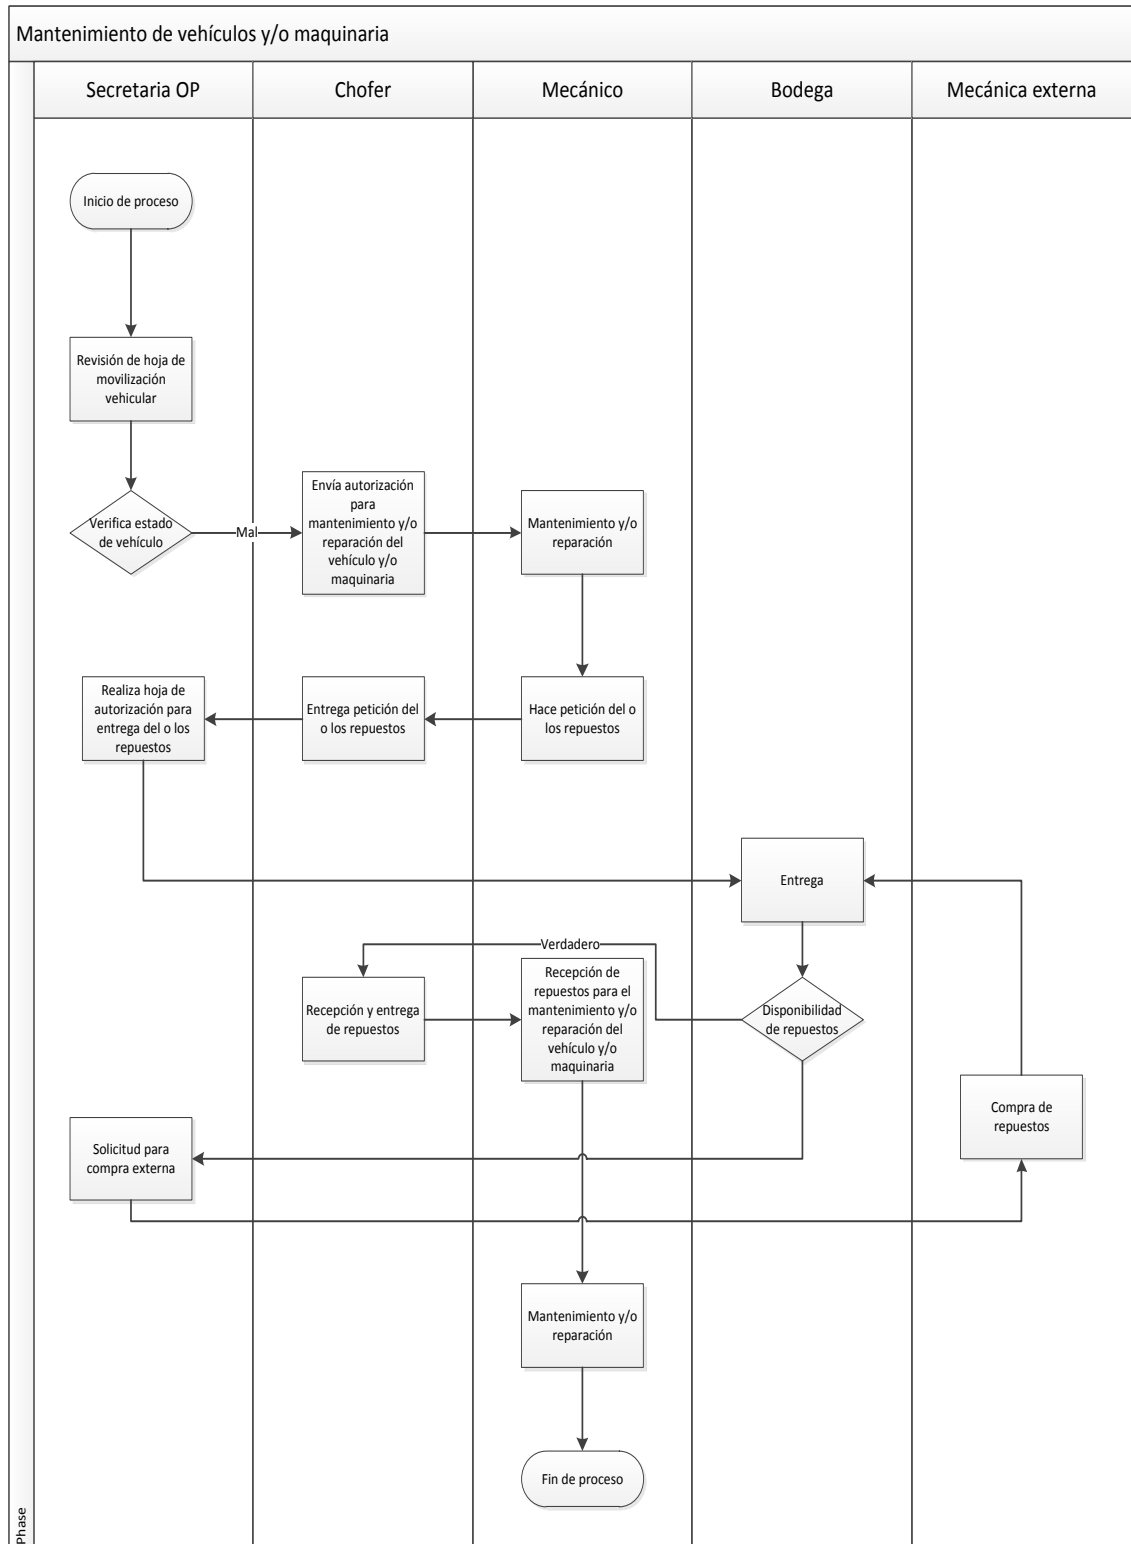 Mantenimiento de vehículos y/o maquinaria
Secretaria OP
Chofer
Mecánico
Bodega
Mecánica externa
Inicio de proceso
Revisión de hoja de
movilización
vehicular
Verifica estado
de vehículo
Mal
Envía autorización
para
mantenimiento y/o
reparación del
vehículo y/o
maquinaria
Mantenimiento y/o
reparación
Realiza hoja de
autorización para
entrega del o los
repuestos
Entrega petición del
o los repuestos
Hace petición del o
los repuestos
Entrega
Verdadero
Recepción y entrega
de repuestos
Recepción de
repuestos para el
mantenimiento y/o
reparación del
vehículo y/o
maquinaria
Disponibilidad
de repuestos
Compra de
repuestos
Solicitud para
compra externa
Mantenimiento y/o
reparación
Fin de proceso
Phase